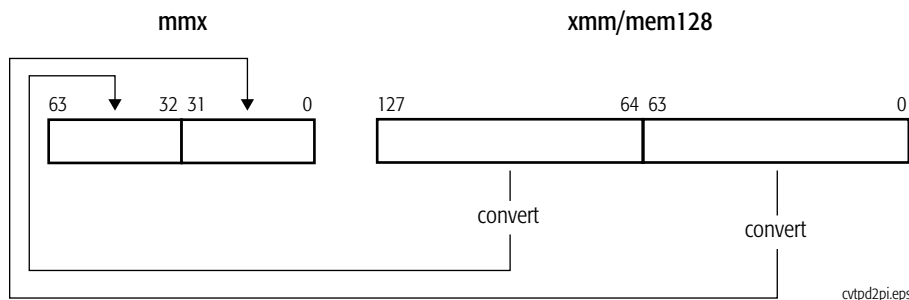 mmx xmm/mem128
63 32 31 0 127 64 63 0
convert
convert
cvtpd2pi.eps